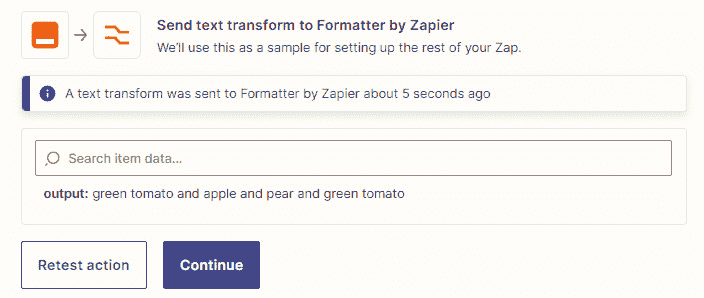 Send text transform to Formatter by Zapier
We'll use this as a sample for setting up the rest of your Zap.
A text transform was sent to Formatter by Zapier about 5 seconds ago
Search item data...
output: green tomato and apple and pear and green tomato
Retest action
Continue